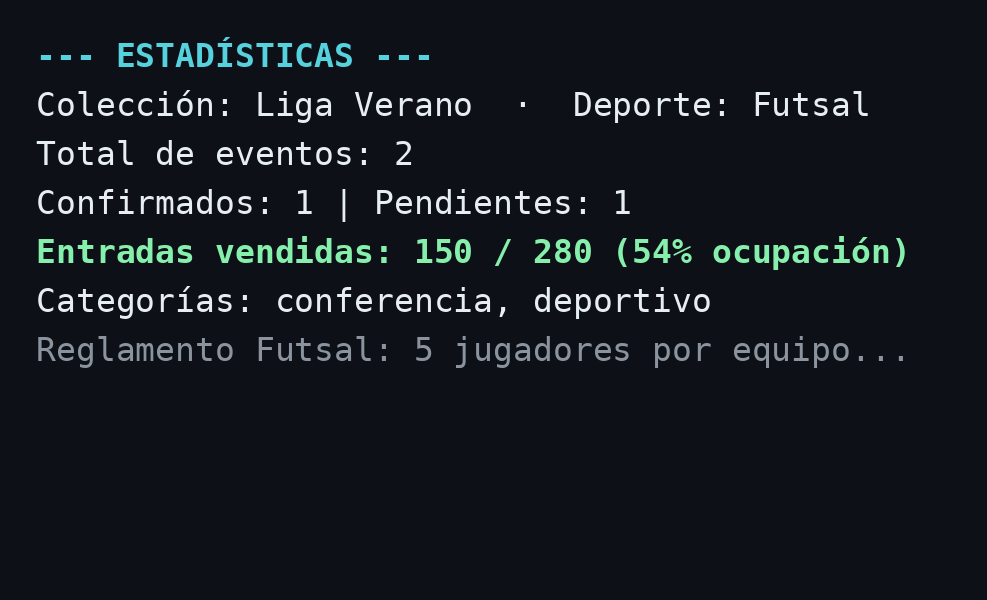 --- ESTADÍSTICAS ---
Colección: Liga Verano · Deporte: Futsal
Total de eventos: 2
Confirmados: 1 | Pendientes: 1
Entradas vendidas: 150 / 280 (54% ocupación)
Categorías: conferencia, deportivo
Reglamento Futsal: 5 jugadores por equipo...